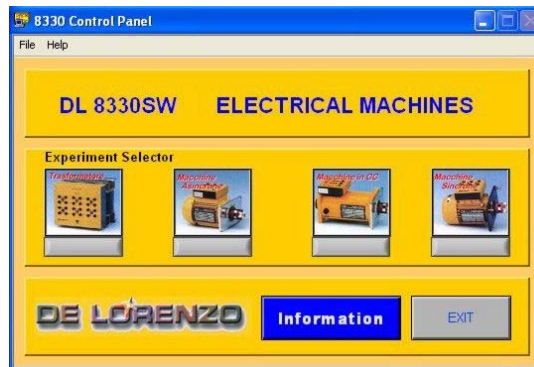 8330 Control Panel
File Help
DL 8330SW ELECTRICAL MACHINES
Experiment Selector
Trasformatore
Macchine Asincrone
Macchine in CC
Macchine Sincrone
DE LORENZO
Information
EXIT